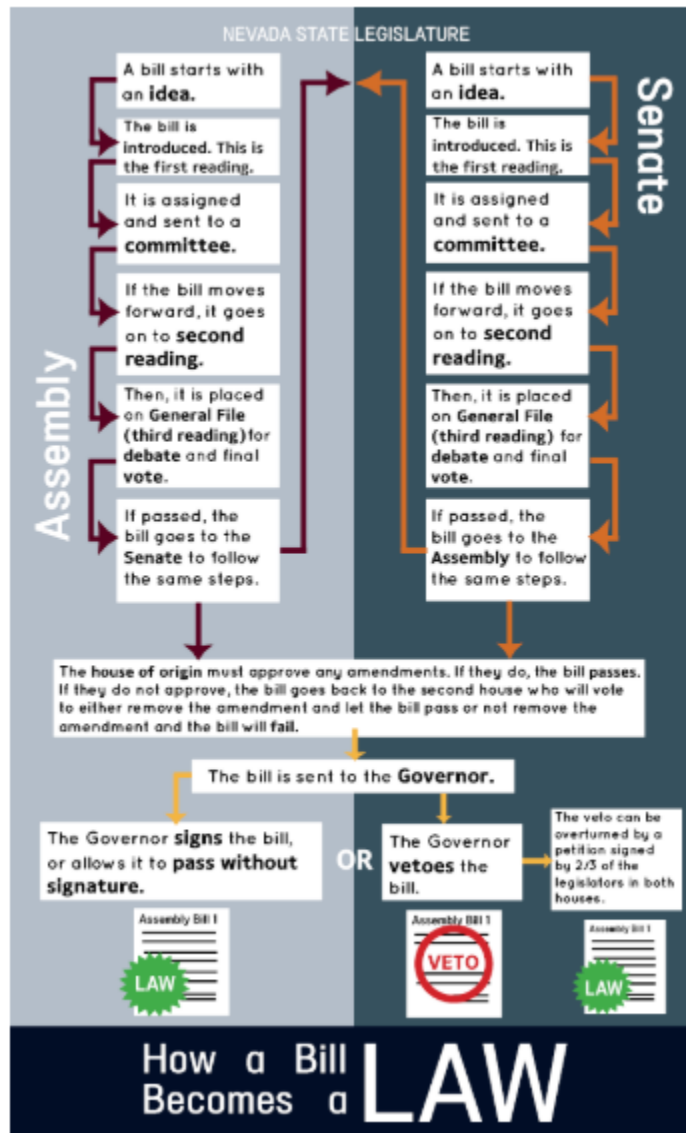 NEVADA STATE LEGISLATURE
Assembly
A bill starts with
an idea.
The bill is
introduced. This is
the first reading.
It is assigned
and sent to a
committee.
If the bill moves
forward, it goes
on to second
reading.
Then, it is placed
on General File
(third reading)for
debate and final
vote.
If passed, the
bill goes to the
Senate to follow
the same steps.
Senate
A bill starts with
an idea.
The bill is
introduced. This is
the first reading.
It is assigned
and sent to a
committee.
If the bill moves
forward, it goes
on to second
reading.
Then, it is placed
on General File
(third reading) for
debate and final
vote.
If passed, the
bill goes to the
Assembly to follow
the same steps.
The house of origin must approve any amendments. If they do, the bill passes.
If they do not approve, the bill goes back to the second house who will vote
to either remove the amendment and let the bill pass or not remove the
amendment and the bill will fail.
The bill is sent to the Governor.
The Governor signs the bill,
or allows it to pass without
signature.
OR
The Governor
vetoes the
bill.
The veto can be
overturned by a
petition signed
by 2/3 of the
legislators in both
houses.
Assembly Bill 1
LAW
Assembly Bill 1
VETO
Assembly Bill 1
LAW
How a Bill
Becomes a
LAW